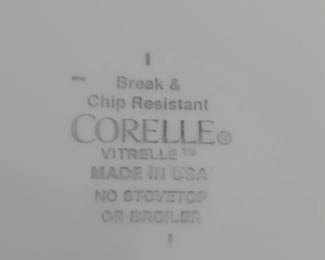 Break &
Chip Resistant
CORELLE®
VITRELLE™
MADE IN USA
NO STOVETOP
OR BROILER